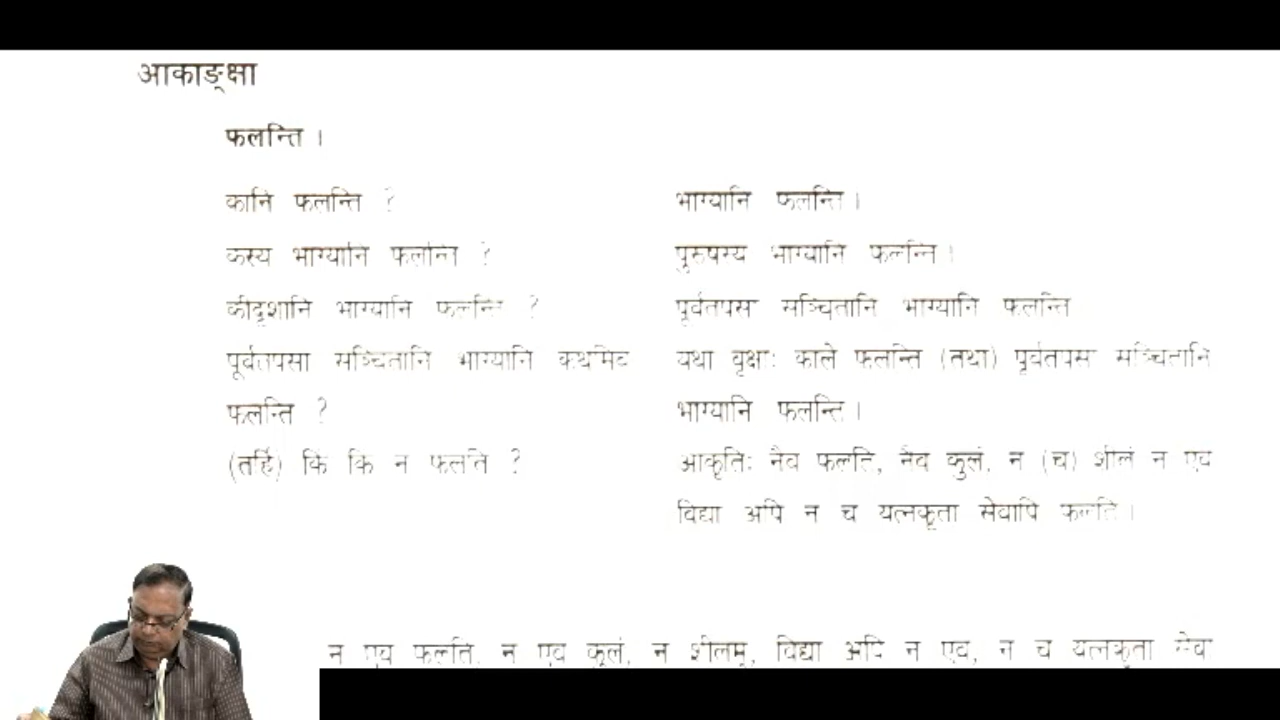 आकाङ्क्षा
फलन्ति ।
कानि फलन्ति ? भाग्यानि फलन्ति ।
कस्य भाग्यानि फलन्ति ? पुरुषस्य भाग्यानि फलन्ति ।
कीदृशानि भाग्यानि फलन्ति ? पूर्वतपसा सञ्चितानि भाग्यानि फलन्ति
पूर्वतपसा सञ्चितानि भाग्यानि कथमिव यथा वृक्षाः काले फलन्ति (तथा) पूर्वतपसा सञ्चितानि
फलन्ति ? भाग्यानि फलन्ति ।
(तर्हि) किं किं न फलति ? आकृतिः नैव फलति, नैव कुलं, न (च) शीलं न एव
विद्या अपि न च यत्नकृता सेवापि फलति ।
न एव फलति, न एव कुलं, न शीलम्, विद्या अपि न एव, न च यत्नकृता सेवा